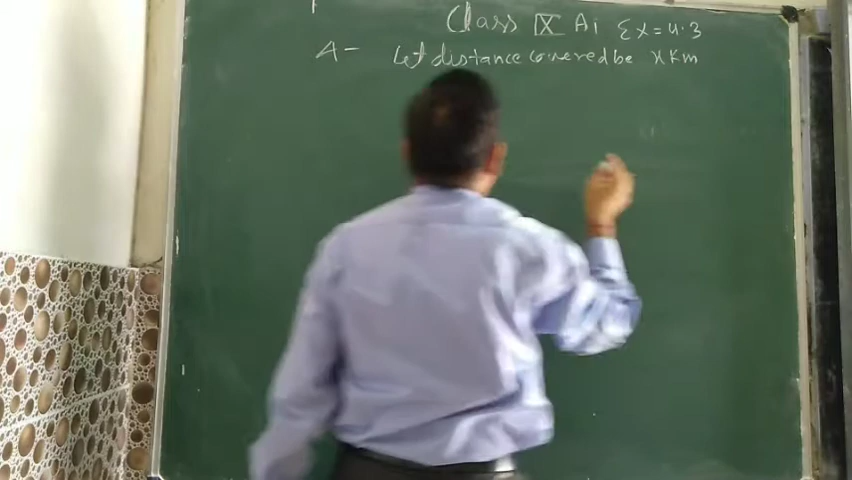 Class IX Ai Ex = 4.3
A- Let distance covered be x Km